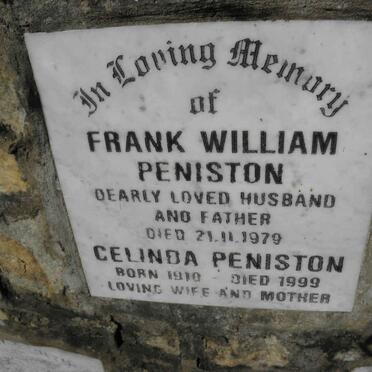 In Loving Memory
of
FRANK WILLIAM
PENISTON
DEARLY LOVED HUSBAND
AND FATHER
DIED 21.11.1979
CELINDA PENISTON
BORN 1910 DIED 1999
LOVING WIFE AND MOTHER